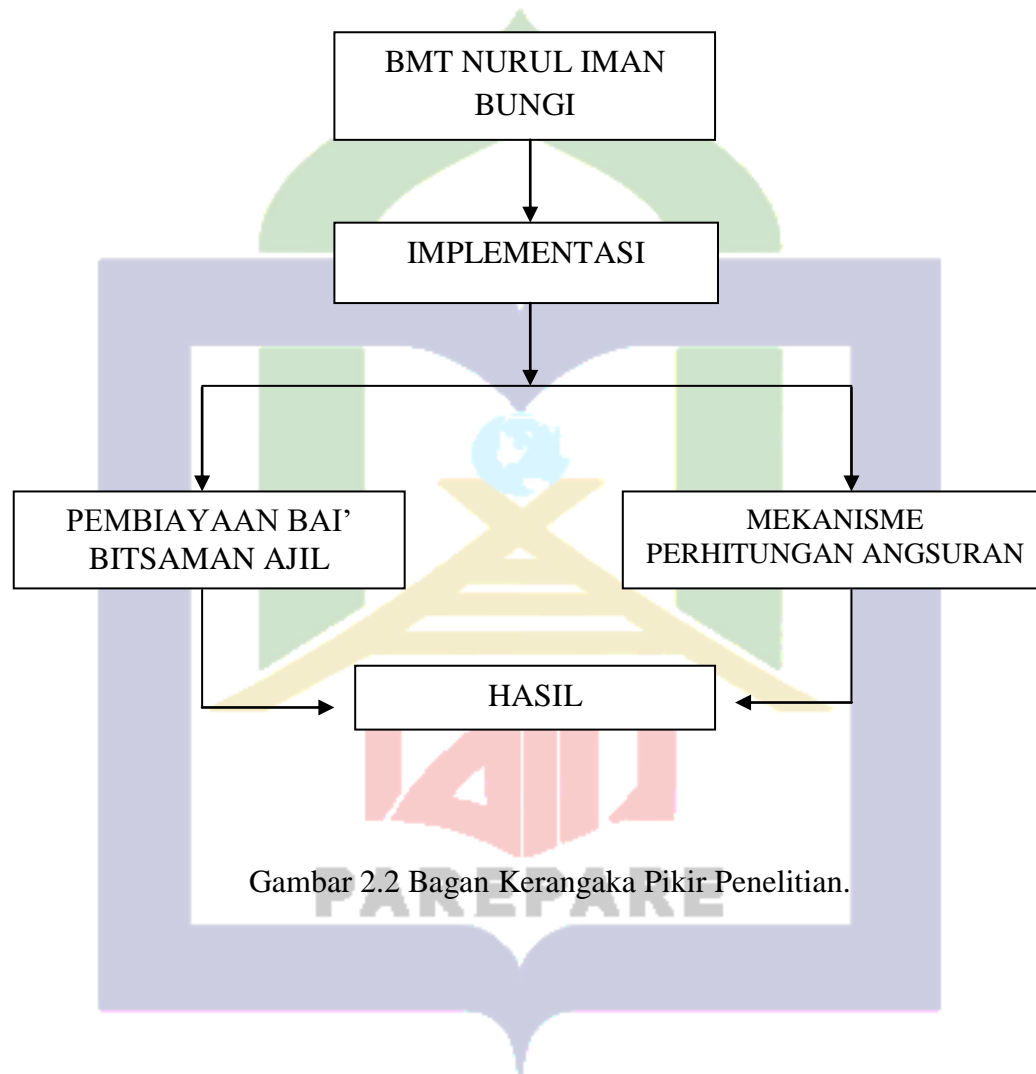 BMT NURUL IMAN
BUNGI
IMPLEMENTASI
PEMBIAYAAN BAI’
BITSAMAN AJIL
MEKANISME
PERHITUNGAN ANGSURAN
HASIL
IAIN
Gambar 2.2 Bagan Kerangaka Pikir Penelitian.
PAREPARE